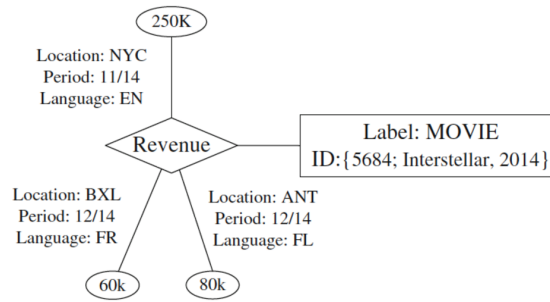 250K
Location: NYC
Period: 11/14
Language: EN
Revenue
Label: MOVIE
ID:{5684; Interstellar, 2014}
Location: BXL
Period: 12/14
Language: FR
Location: ANT
Period: 12/14
Language: FL
60k
80k